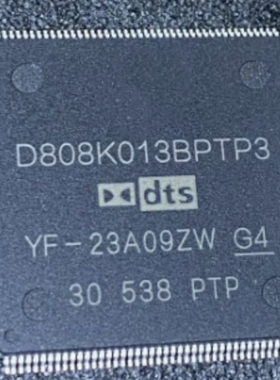 D808K013BPTP3
dts
YF-23A09ZW G4
30 538 PTP